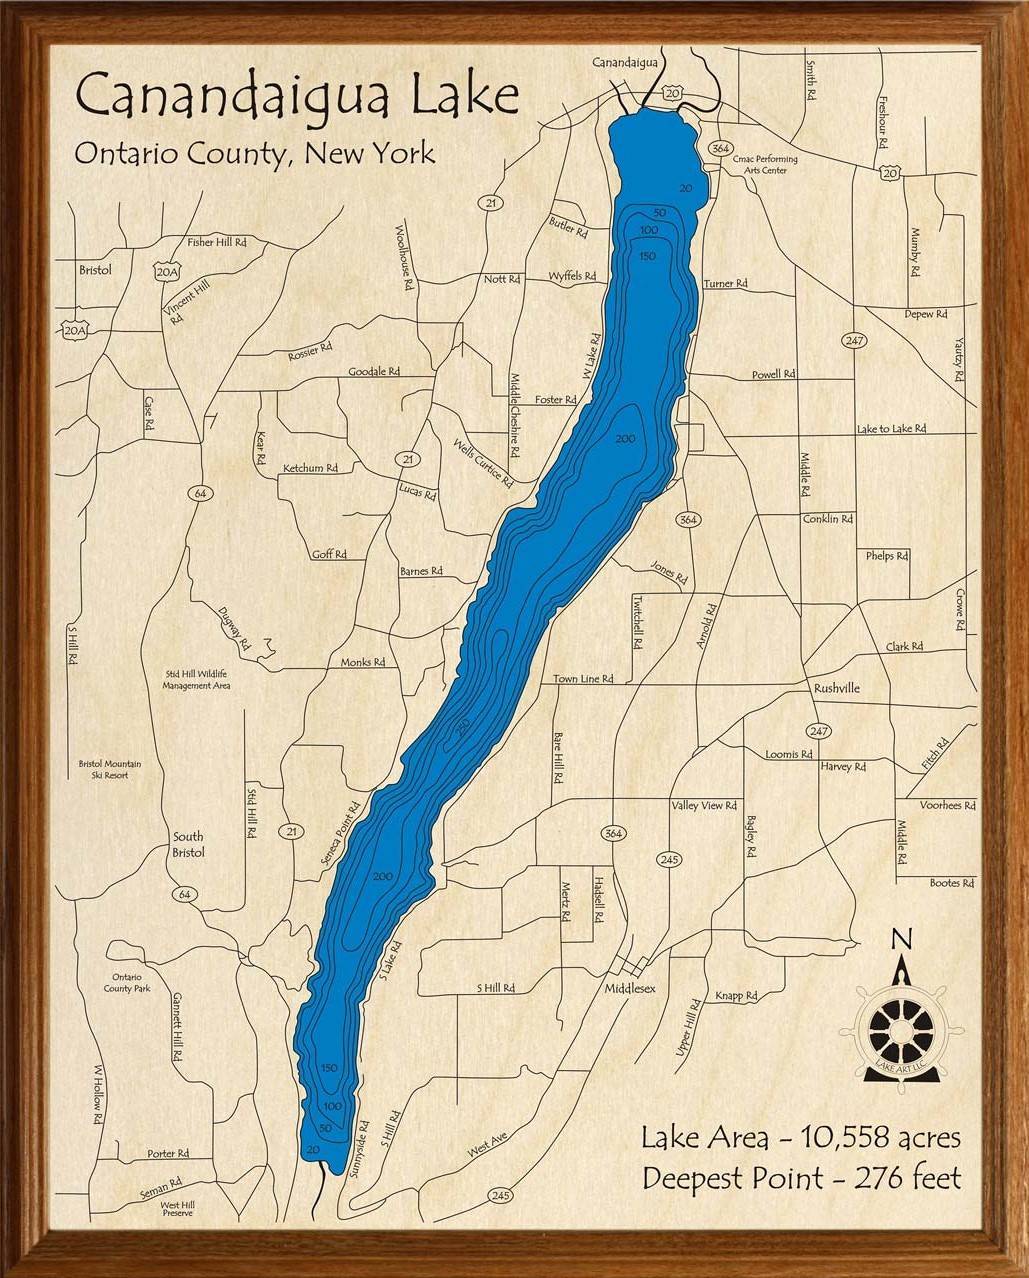 Canandaigua Lake
Ontario County, New York
Canandaigua
20
Smith Rd
Freshour Rd
364
Cmac Performing
Arts Center
20
21
Butler Rd
20
50
100
150
Fisher Hill Rd
Bristol
20A
Vincent Hill
Rd
20A
Woolhouse Rd
Nott Rd
Wyffels Rd
Turner Rd
Mumby Rd
Depew Rd
247
Yautzy Rd
Rossier Rd
W Lake Rd
Goodale Rd
Powell Rd
Case Rd
Middle Cheshire Rd
Foster Rd
Lake to Lake Rd
200
Kear Rd
Ketchum Rd
21
Wells Curtice Rd
Lucas Rd
Middle Rd
64
364
Conklin Rd
Goff Rd
Barnes Rd
Jones Rd
Phelps Rd
Crowe Rd
S Hill Rd
Dugway Rd
Twitchell Rd
Arnold Rd
Clark Rd
Monks Rd
Stid Hill Wildlife
Management Area
Town Line Rd
Rushville
250
247
Bare Hill Rd
Loomis Rd
Harvey Rd
Fitch Rd
Bristol Mountain
Ski Resort
Stid Hill Rd
21
Seneca Point Rd
Valley View Rd
Voorhees Rd
South
Bristol
364
245
Bagley Rd
Middle Rd
200
64
Mertz Rd
Hadsell Rd
Bootes Rd
Ontario
County Park
S Lake Rd
S Hill Rd
Middlesex
Knapp Rd
Upper Hill Rd
N
LAKE ART LLC
Gannett Hill Rd
W Hollow Rd
150
100
50
20
S Hill Rd
Sunnyside Rd
West Ave
Porter Rd
Seman Rd
West Hill
Preserve
245
Lake Area - 10,558 acres
Deepest Point - 276 feet